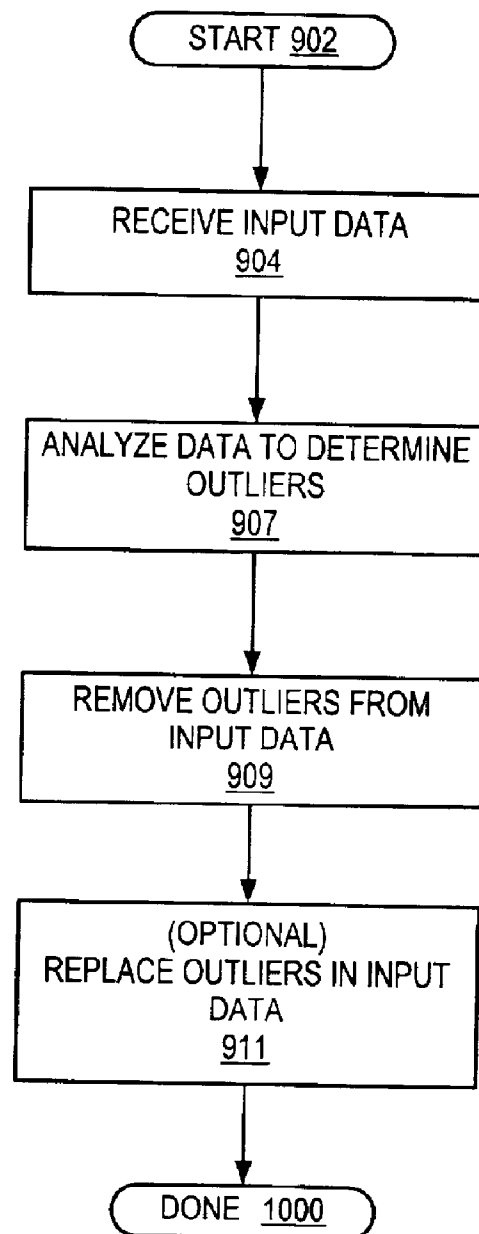 START 902
RECEIVE INPUT DATA
904
ANALYZE DATA TO DETERMINE
OUTLIERS
907
REMOVE OUTLIERS FROM
INPUT DATA
909
(OPTIONAL)
REPLACE OUTLIERS IN INPUT
DATA
911
DONE 1000